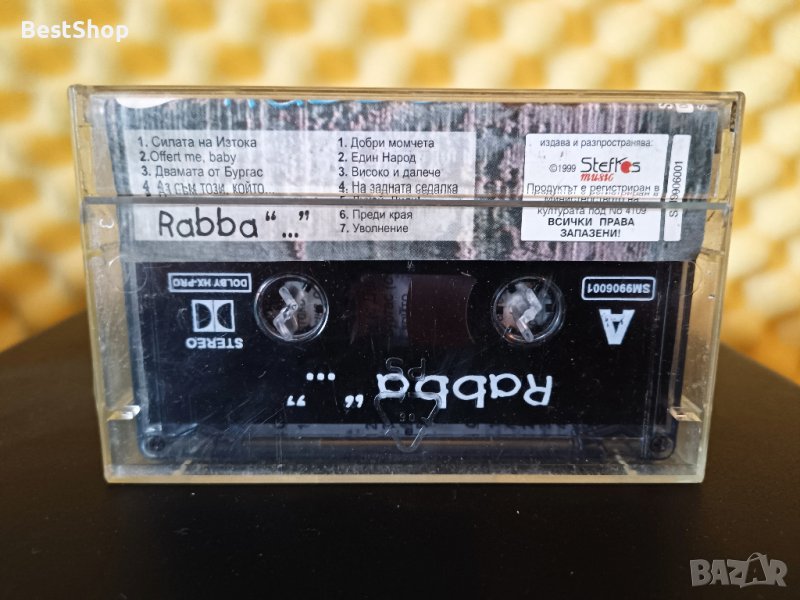 BestShop
1. Силата на Изтока
2.Offert me, baby
3. Двамата от Бургас
4. Аз съм този, който...
1. Добри момчета
2. Един Народ
3. Високо и далече
4. На задната седалка
6. Преди края
7. Уволнение
издава и разпространява:
©1999 Steffos
music
Продуктът е регистриран в
Министерството на
културата под No 4109
ВСИЧКИ ПРАВА
ЗАПАЗЕНИ!
SM9906001
Rabba "..."
DOLBY HX-PRO
STEREO
SM9906001
A
Rabba "..."
PS
BAZAR